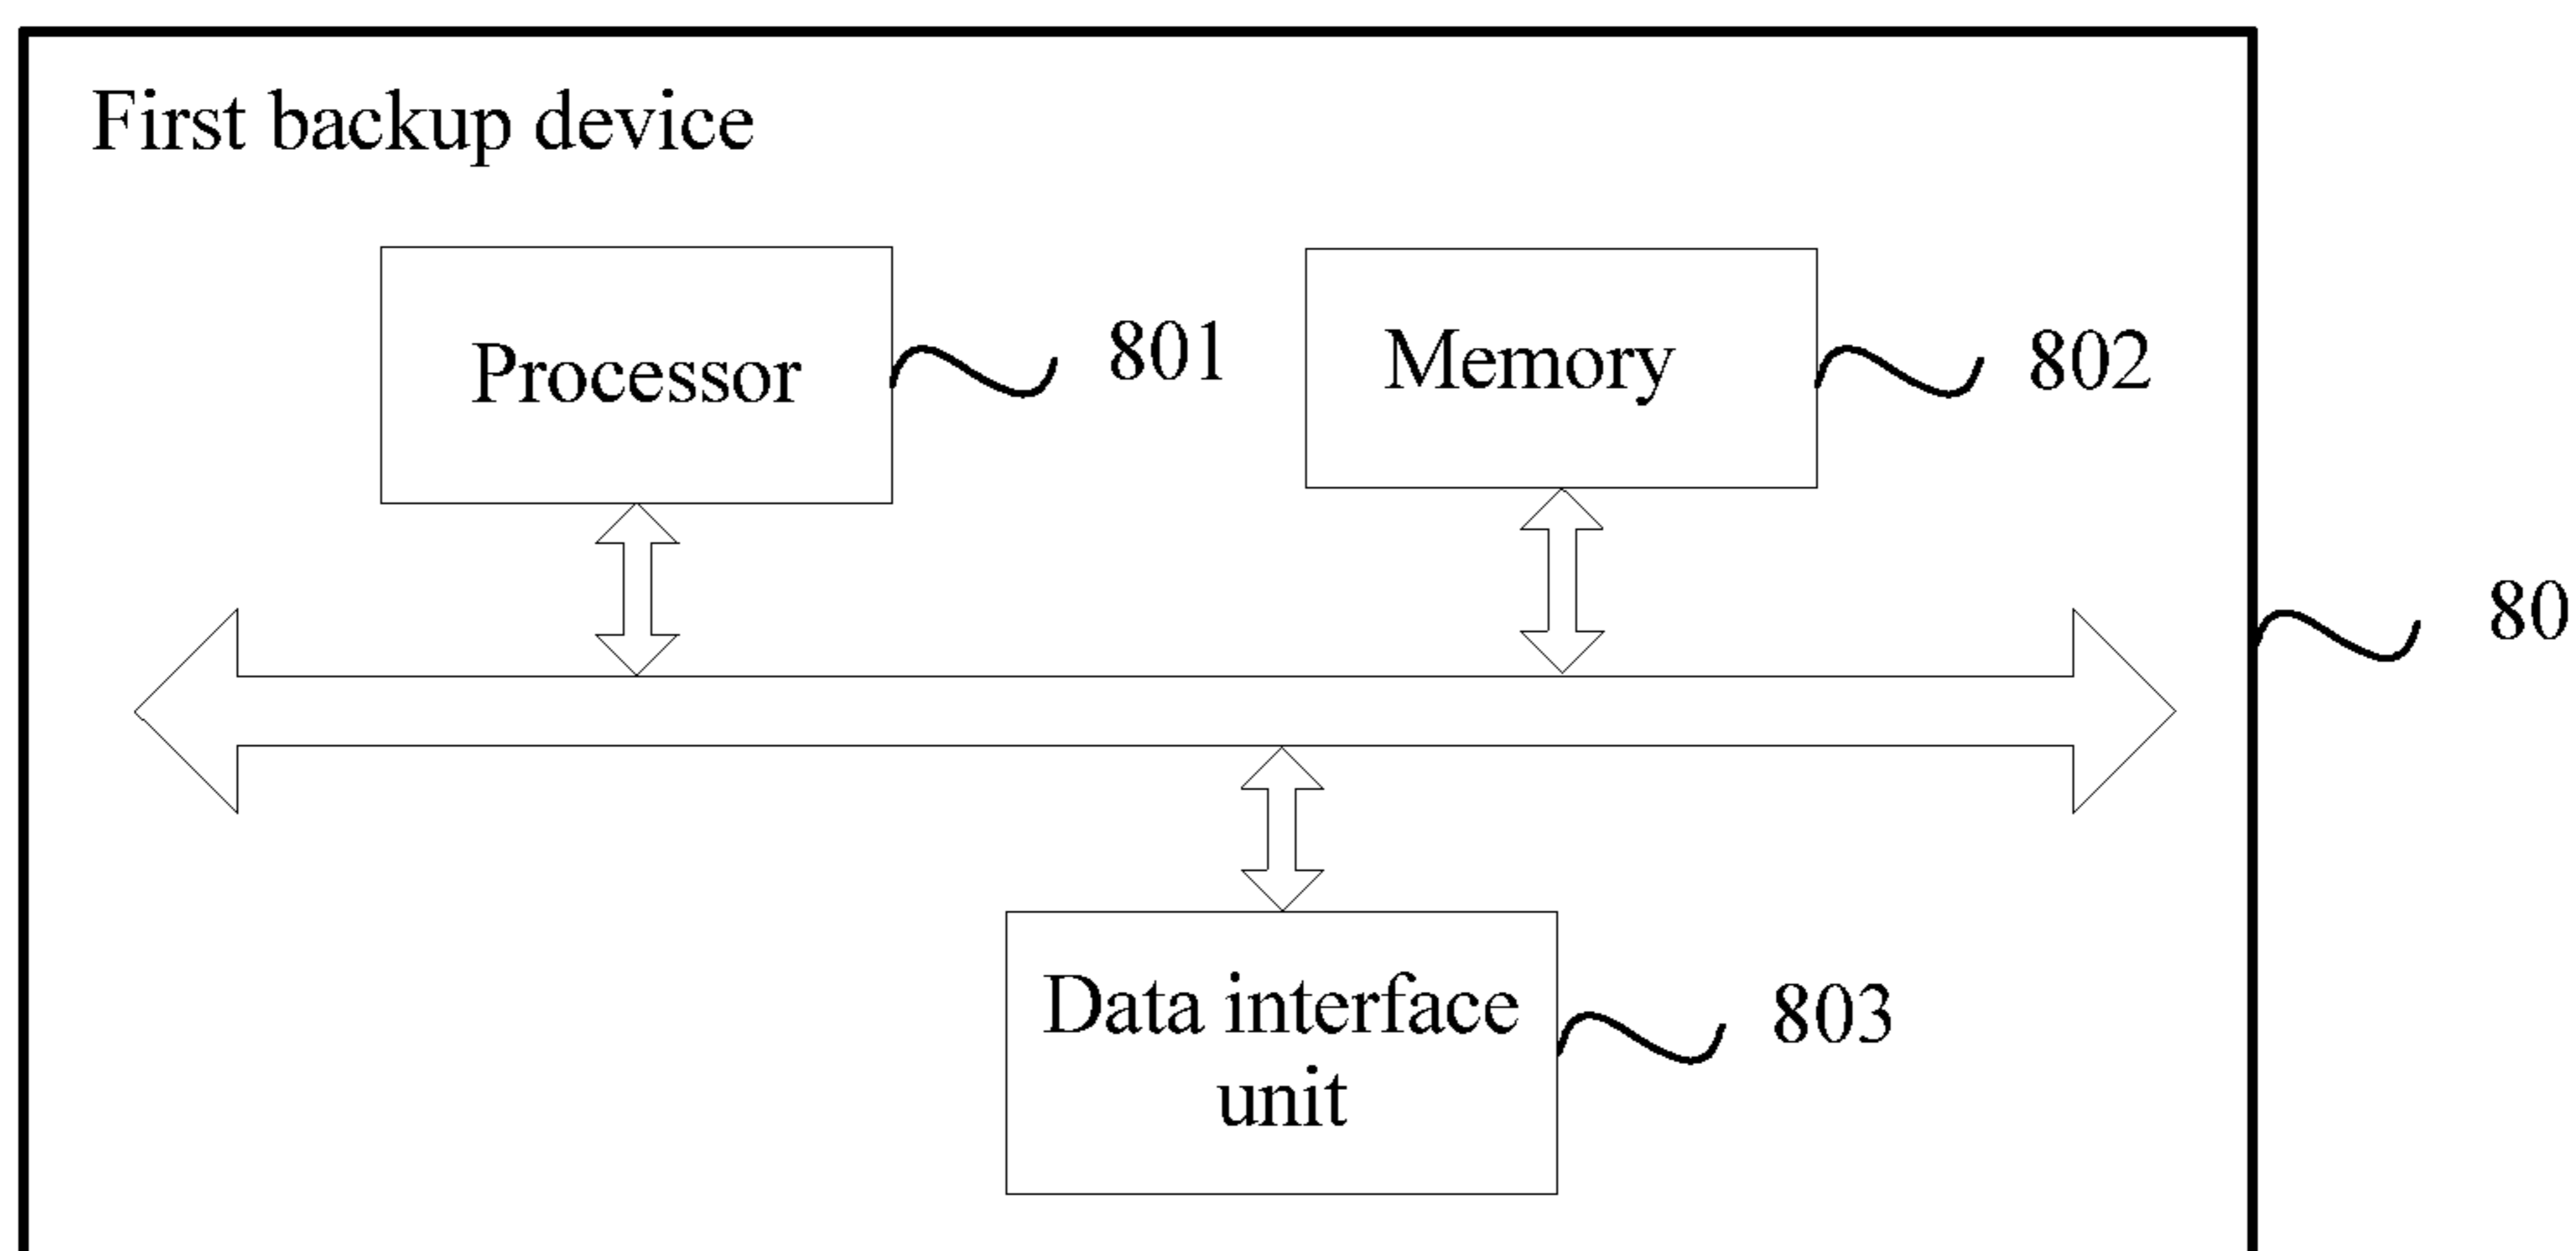 First backup device
Processor
801
Memory
802
80
Data interface
unit
803